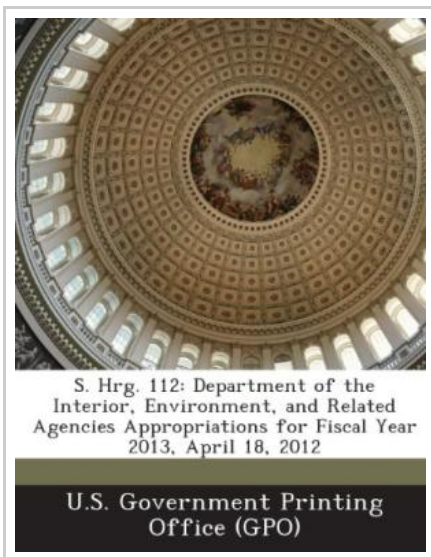 S. Hrg. 112: Department of the
Interior, Environment, and Related
Agencies Appropriations for Fiscal Year
2013, April 18, 2012
U.S. Government Printing
Office (GPO)